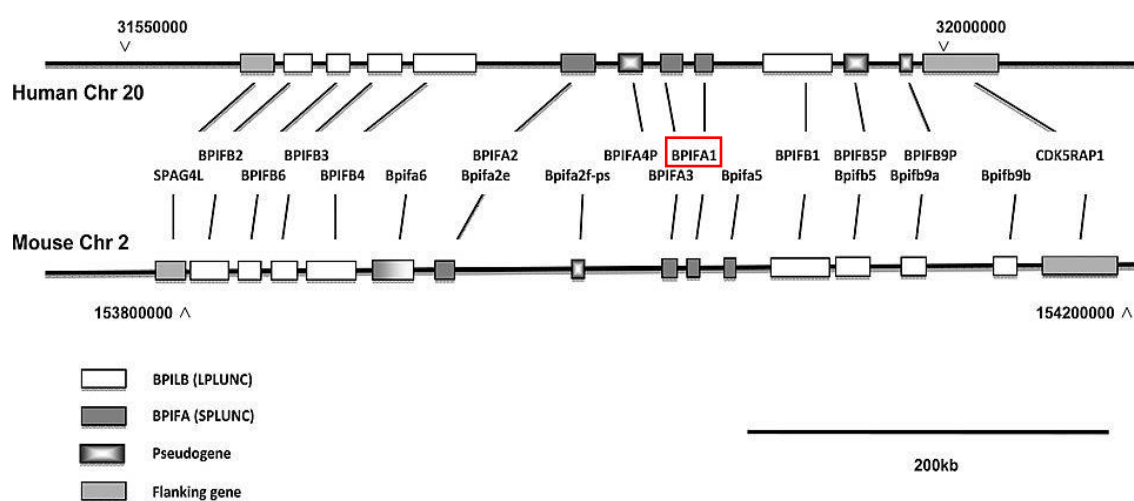 31550000
32000000
Human Chr 20
BPIFB2 BPIFB3 BPIFA2 BPIFA4P BPIFA1 BPIFB1 BPIFB5P BPIFB9P CDK5RAP1
SPAG4L BPIFB6 BPIFB4 Bpifa6 Bpifa2e Bpifa2f-ps BPIFA3 Bpifa5 Bpifb5 Bpifb9a Bpifb9b
Mouse Chr 2
153800000
154200000
BPILB (LPLUNC)
BPIFA (SPLUNC)
Pseudogene
Flanking gene
200kb